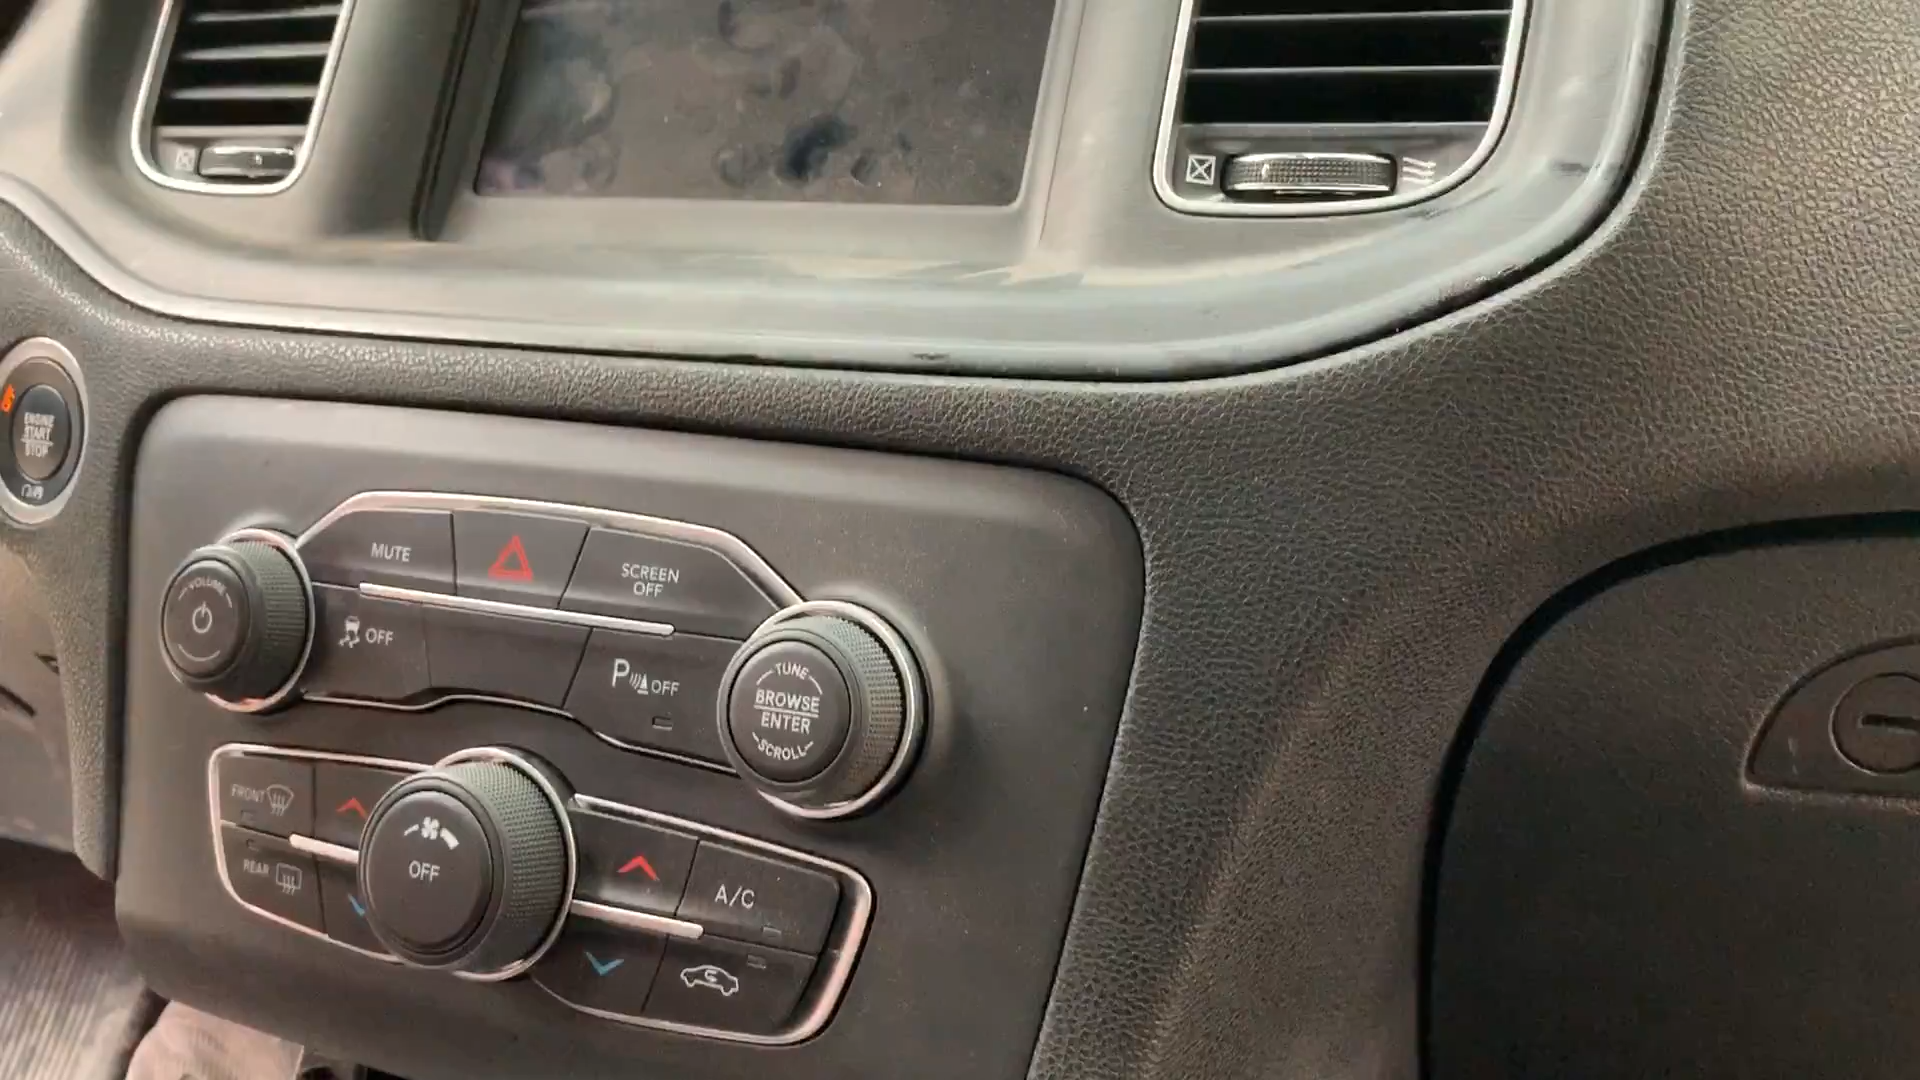 ENGINE
START
STOP
MUTE
SCREEN
OFF
VOLUME
OFF
P OFF
TUNE
BROWSE
ENTER
SCROLL
FRONT
REAR
OFF
A/C